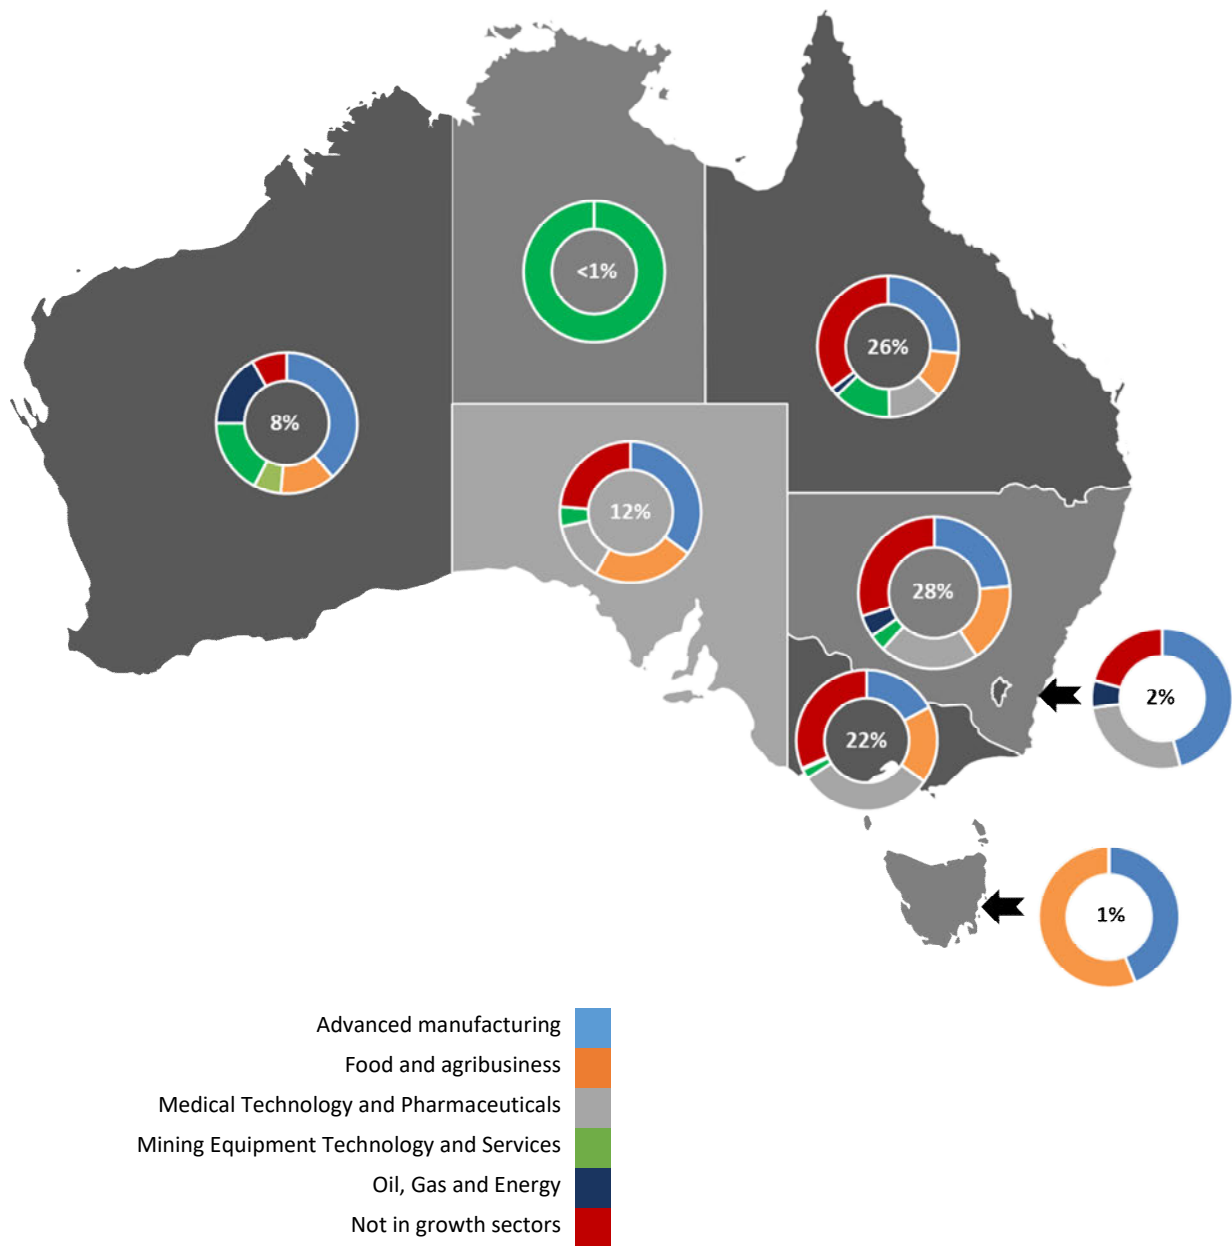 <1%
26%
8%
12%
28%
2%
22%
1%
Advanced manufacturing
Food and agribusiness
Medical Technology and Pharmaceuticals
Mining Equipment Technology and Services
Oil, Gas and Energy
Not in growth sectors